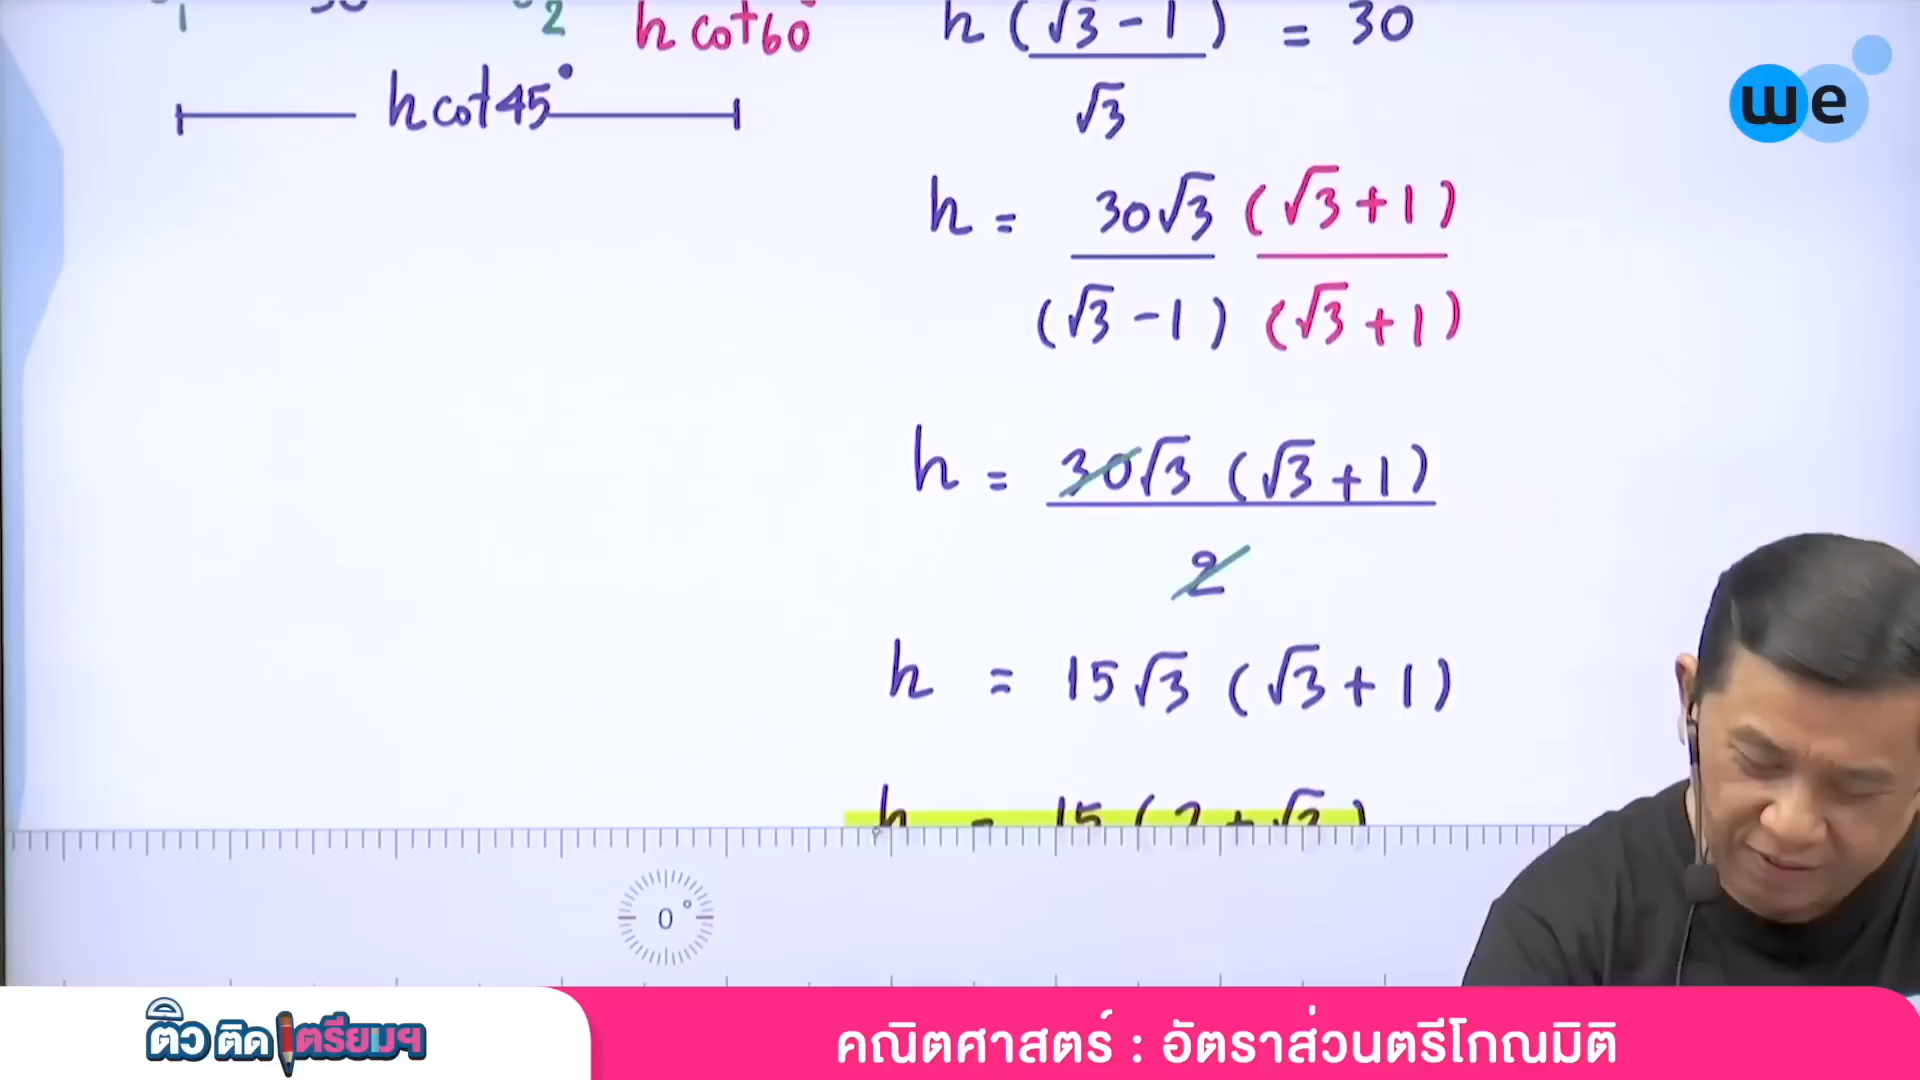 h cot60°
h cot45°
h (√3 - 1) = 30
√3
h = 30√3 (√3 + 1)
(√3 - 1) (√3 + 1)
h = 30√3 (√3 + 1)
2
h = 15√3 (√3 + 1)
h = 15 (
we
0°
ติว ติด เตรียมฯ
คณิตศาสตร์ : อัตราส่วนตรีโกณมิติ